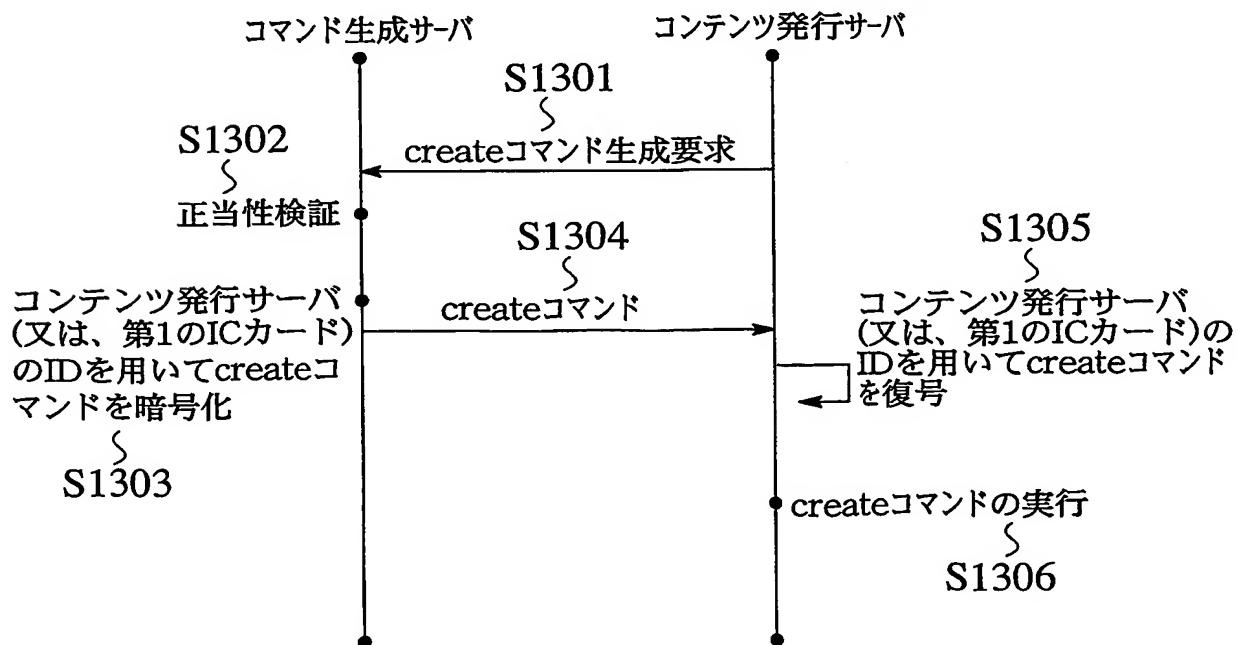 コマンド生成サーバ
コンテンツ発行サーバ
S1301
createコマンド生成要求
S1302
正当性検証
S1304
createコマンド
S1305
コンテンツ発行サーバ
(又は、第1のICカード)
のIDを用いてcreateコ
マンドを暗号化
S1303
コンテンツ発行サーバ
(又は、第1のICカード)の
IDを用いてcreateコマンド
を復号
createコマンドの実行
S1306